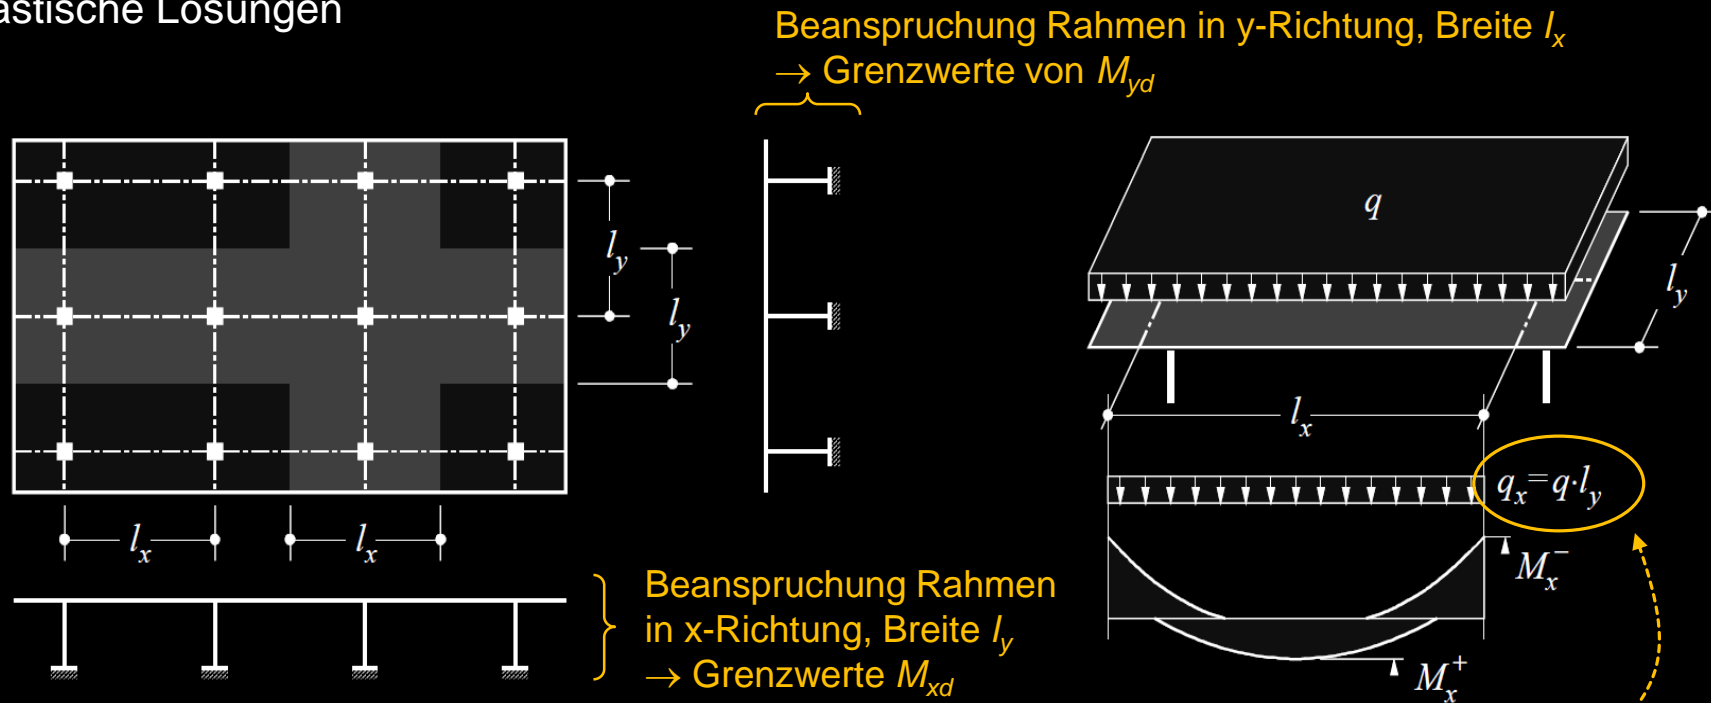 astische Lösungen
Beanspruchung Rahmen in y-Richtung, Breite lx
→ Grenzwerte von Myd
ly
ly
lx
lx
Beanspruchung Rahmen
in x-Richtung, Breite ly
→ Grenzwerte Mxd
q
ly
lx
qx=q·ly
Mx−
Mx+